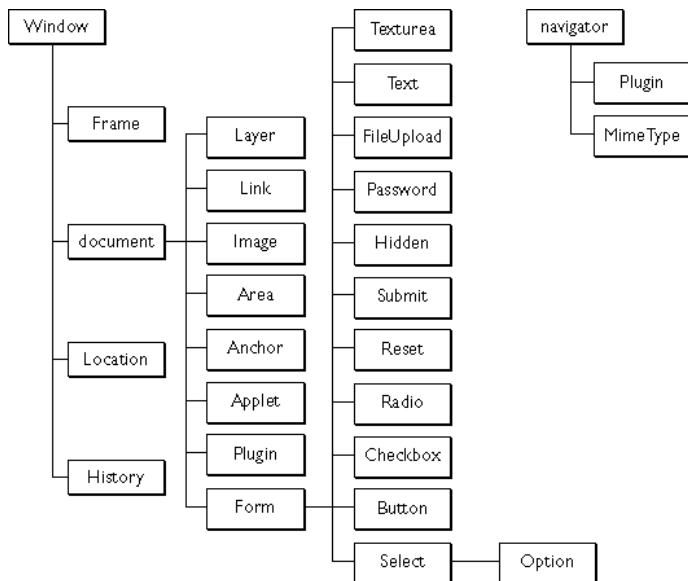 Window
Frame
document
Location
History
Layer
Link
Image
Area
Anchor
Applet
Plugin
Form
Texturea
Text
FileUpload
Password
Hidden
Submit
Reset
Radio
Checkbox
Button
Select
Option
navigator
Plugin
MimeType